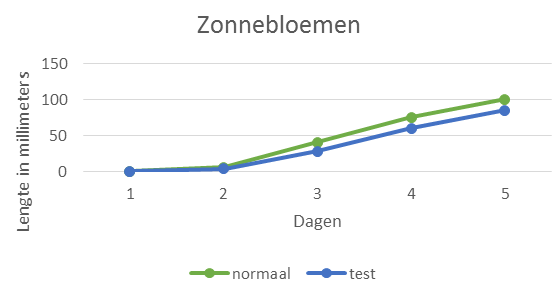 Zonnebloemen
Lengte in millimeters
150
100
50
0
1 2 3 4 5
Dagen
normaal test